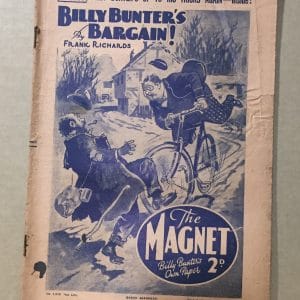 BILLY BUNTER'S
By BARGAIN!
FRANK RICHARDS
The
MAGNET
2D
Billy Bunter's
Own Paper